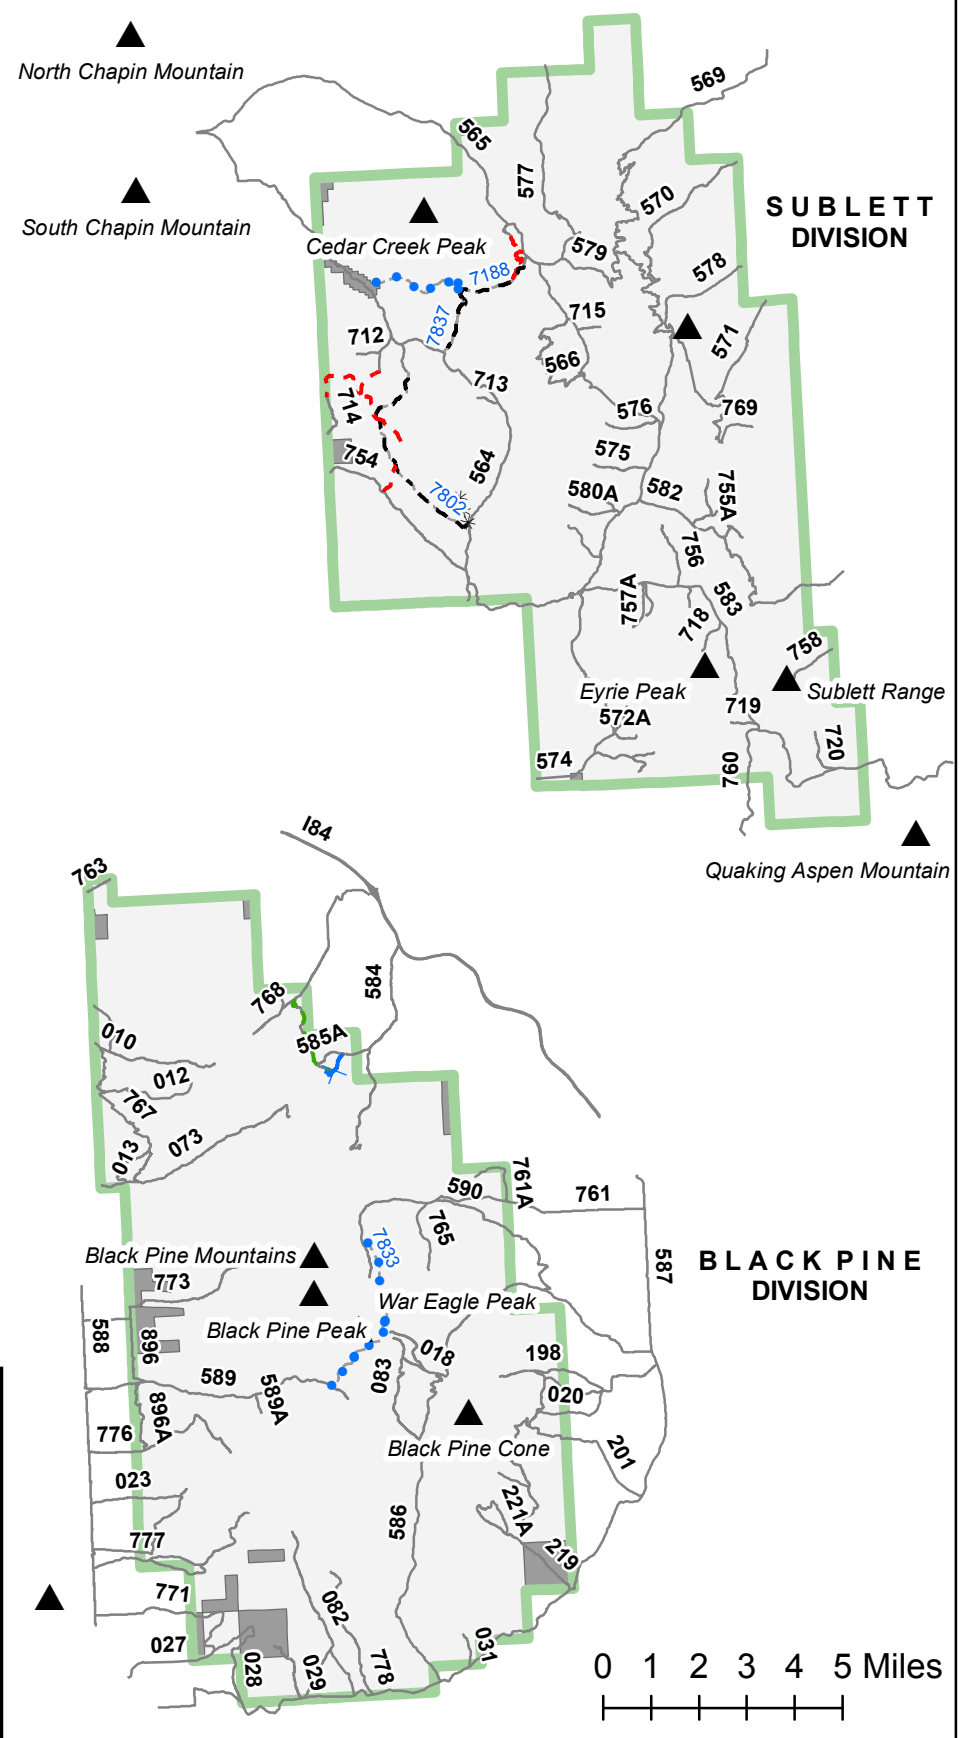 North Chapin Mountain
569
565
577
570
South Chapin Mountain
SUBLETT
DIVISION
Cedar Creek Peak
579
578
7188
715
7837
712
571
566
713
714
576
769
575
754
564
580A
582
755A
7802
756
757A
583
718
758
Eyrie Peak
Sublett Range
719
572A
720
574
760
I84
Quaking Aspen Mountain
763
584
768
010
585A
012
767
073
013
590
761A
761
765
7833
Black Pine Mountains
587
BLACK PINE
DIVISION
773
War Eagle Peak
Black Pine Peak
588
896
018
198
589
083
020
589A
896A
776
Black Pine Cone
201
023
221A
586
777
219
771
082
027
031
028
029
778
0 1 2 3 4 5 Miles